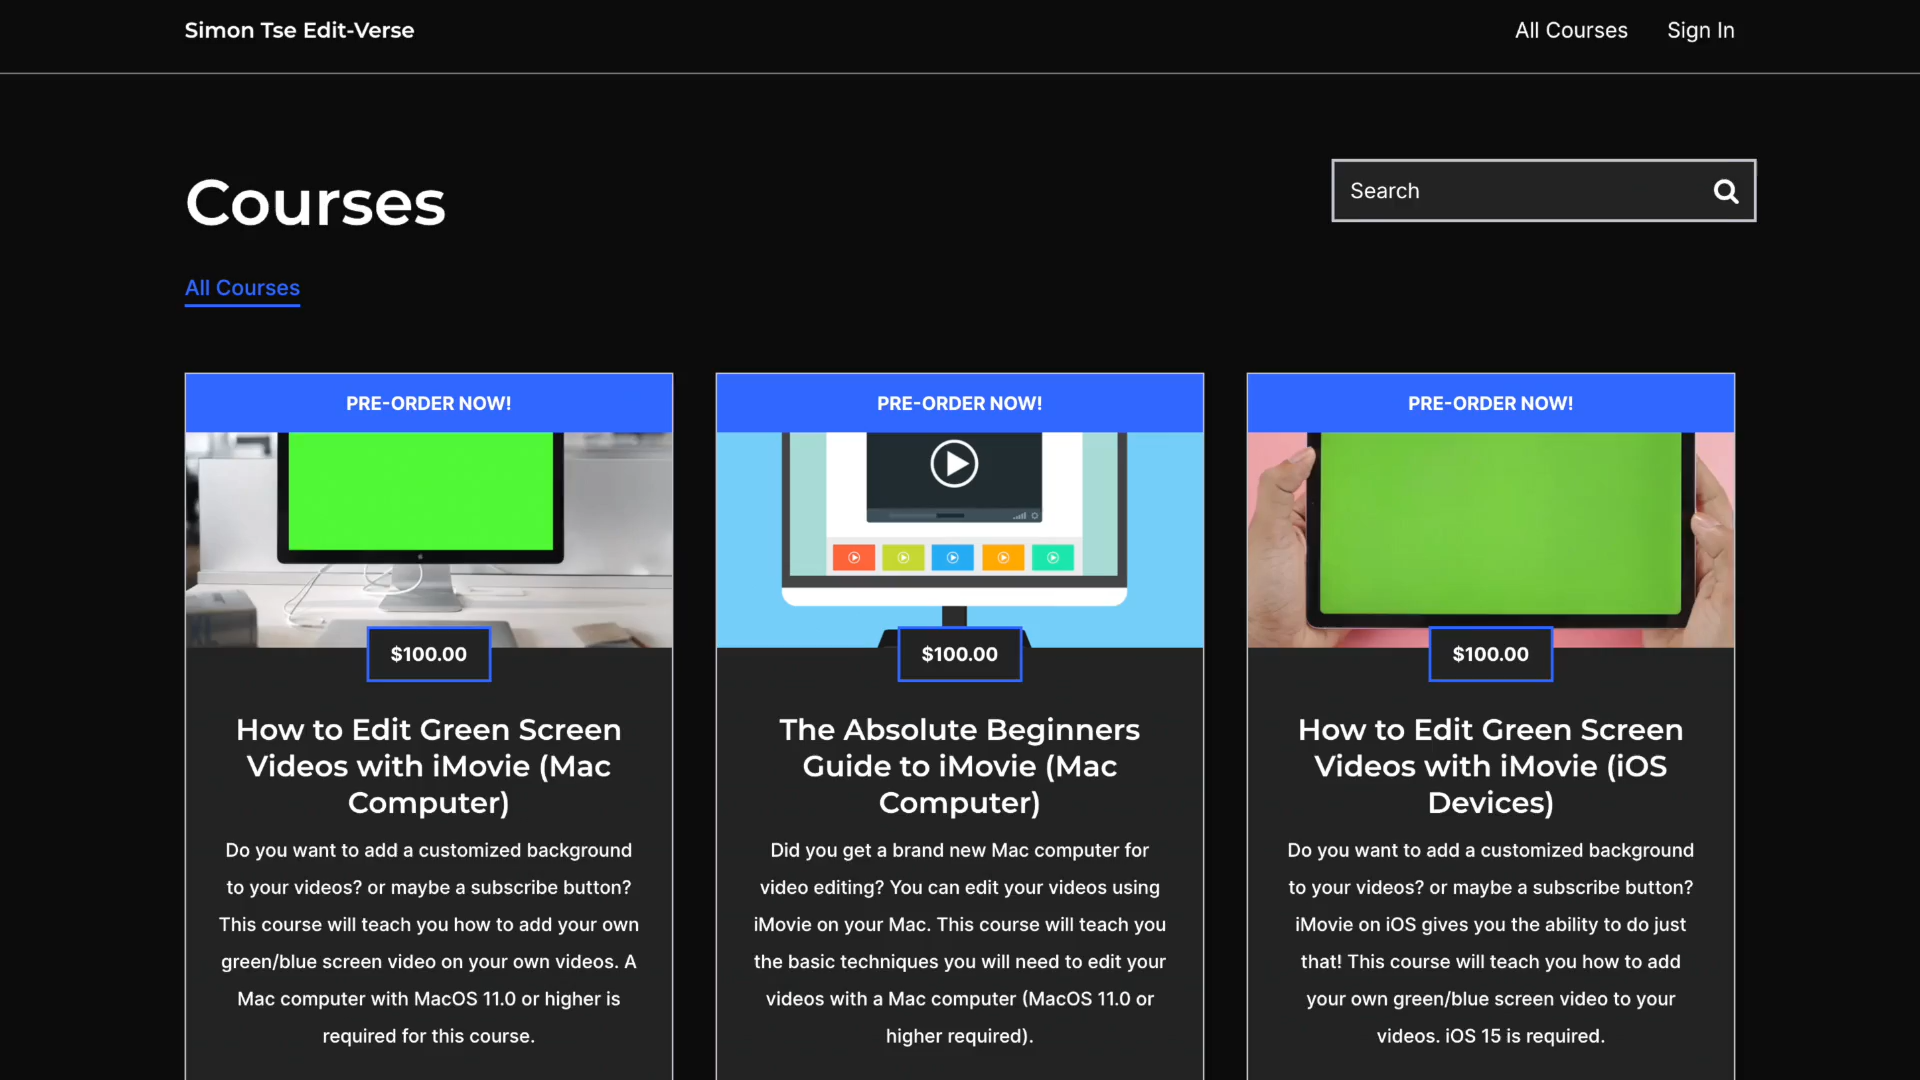 Simon Tse Edit-Verse
All Courses
Sign In
Courses
Search
All Courses
PRE-ORDER NOW!
$100.00
How to Edit Green Screen
Videos with iMovie (Mac
Computer)
Do you want to add a customized background
to your videos? or maybe a subscribe button?
This course will teach you how to add your own
green/blue screen video on your own videos. A
Mac computer with MacOS 11.0 or higher is
required for this course.
PRE-ORDER NOW!
$100.00
The Absolute Beginners
Guide to iMovie (Mac
Computer)
Did you get a brand new Mac computer for
video editing? You can edit your videos using
iMovie on your Mac. This course will teach you
the basic techniques you will need to edit your
videos with a Mac computer (MacOS 11.0 or
higher required).
PRE-ORDER NOW!
$100.00
How to Edit Green Screen
Videos with iMovie (iOS
Devices)
Do you want to add a customized background
to your videos? or maybe a subscribe button?
iMovie on iOS gives you the ability to do just
that! This course will teach you how to add
your own green/blue screen video to your
videos. iOS 15 is required.